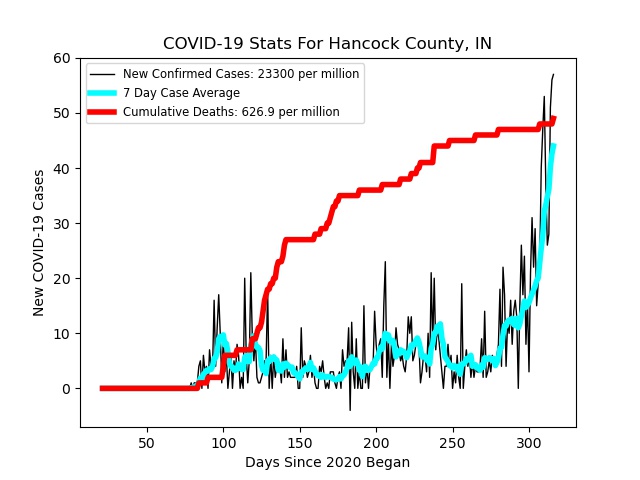 COVID-19 Stats For Hancock County, IN
New Confirmed Cases: 23300 per million
7 Day Case Average
Cumulative Deaths: 626.9 per million
New COVID-19 Cases
60
50
40
30
20
10
0
50 100 150 200 250 300
Days Since 2020 Began